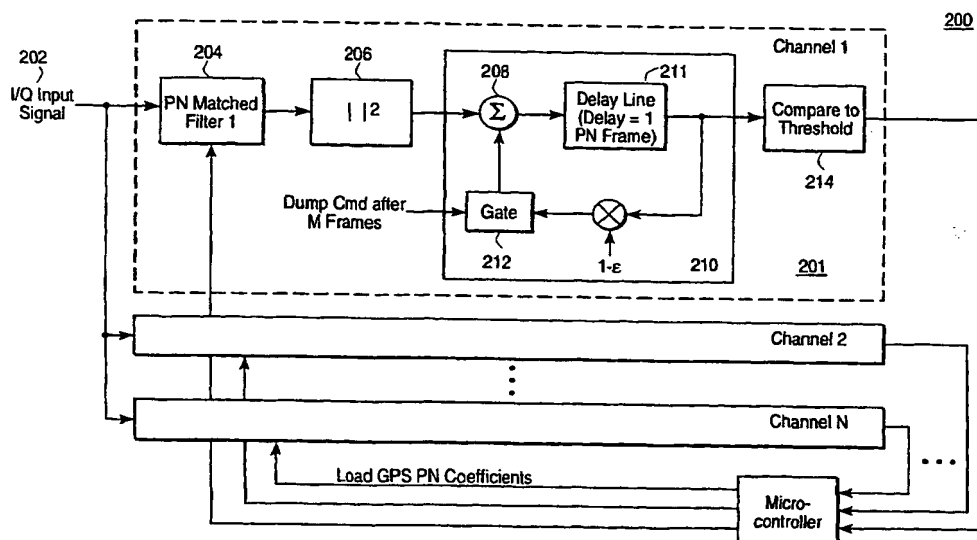 200
Channel 1
202
I/Q Input
Signal
204
PN Matched
Filter 1
206
| |²
208
Σ
211
Delay Line
(Delay = 1
PN Frame)
Compare to
Threshold
214
Dump Cmd after
M Frames
Gate
212
1-ε
210
201
Channel 2
Channel N
Load GPS PN Coefficients
Micro-
controller